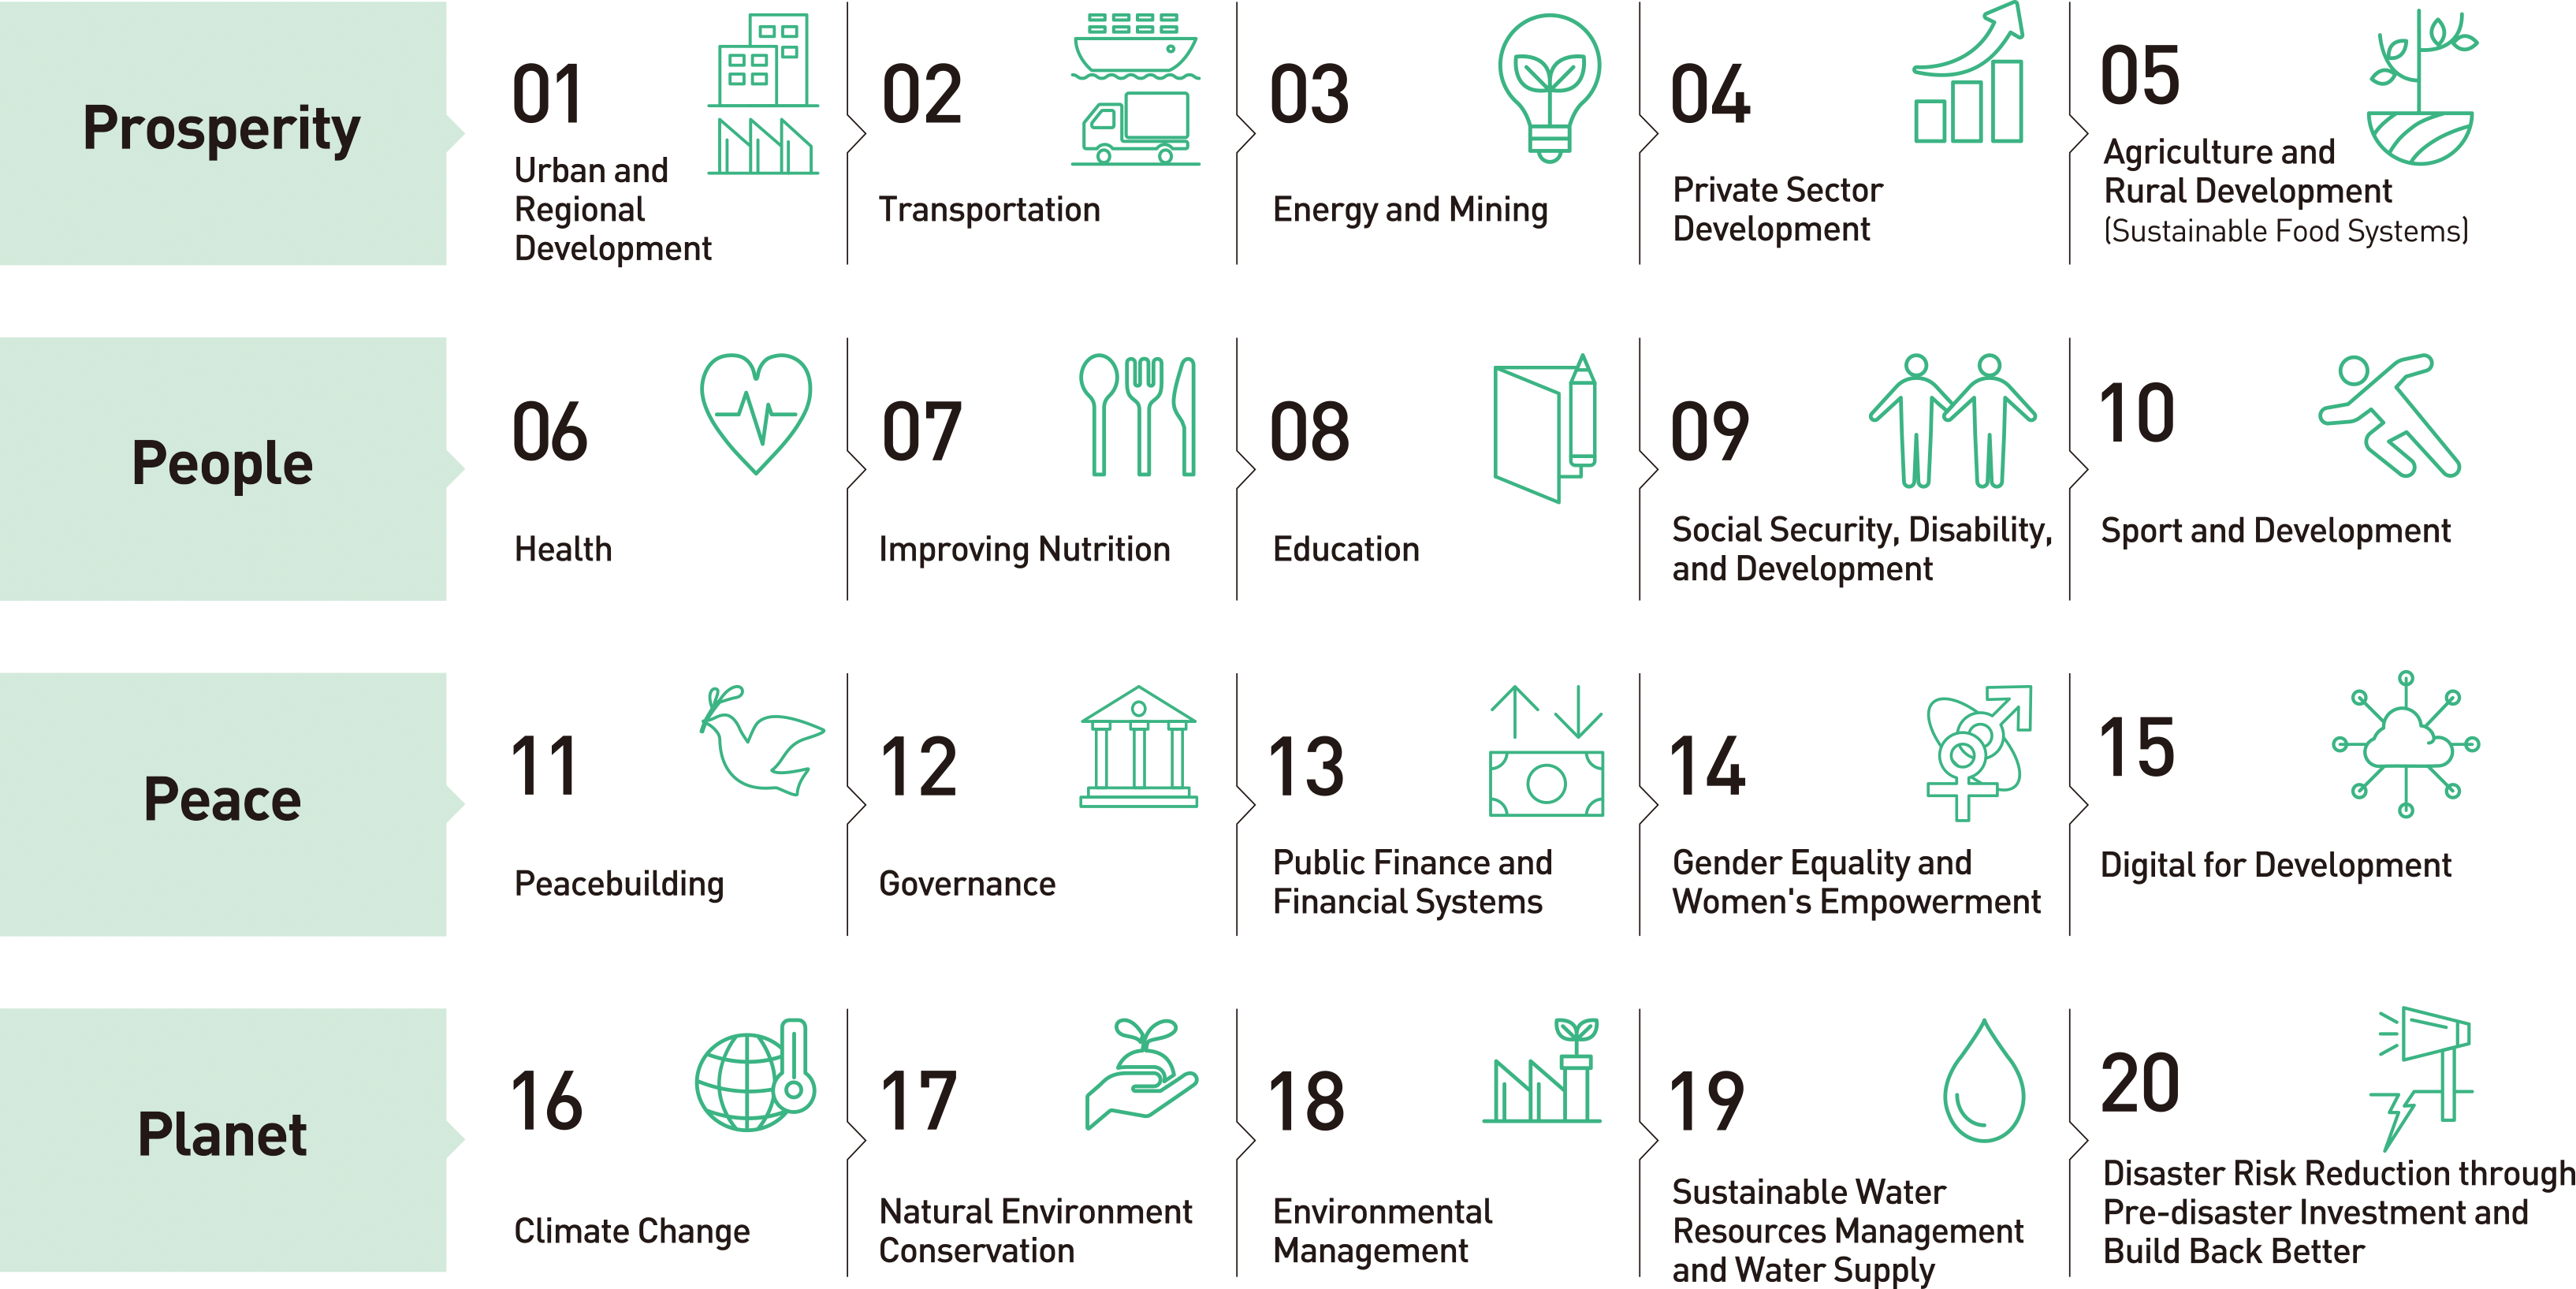 Prosperity
01
Urban and
Regional
Development
02
Transportation
03
Energy and Mining
04
Private Sector
Development
05
Agriculture and
Rural Development
(Sustainable Food Systems)
People
06
Health
07
Improving Nutrition
08
Education
09
Social Security, Disability,
and Development
10
Sport and Development
Peace
11
Peacebuilding
12
Governance
13
Public Finance and
Financial Systems
14
Gender Equality and
Women's Empowerment
15
Digital for Development
Planet
16
Climate Change
17
Natural Environment
Conservation
18
Environmental
Management
19
Sustainable Water
Resources Management
and Water Supply
20
Disaster Risk Reduction through
Pre-disaster Investment and
Build Back Better